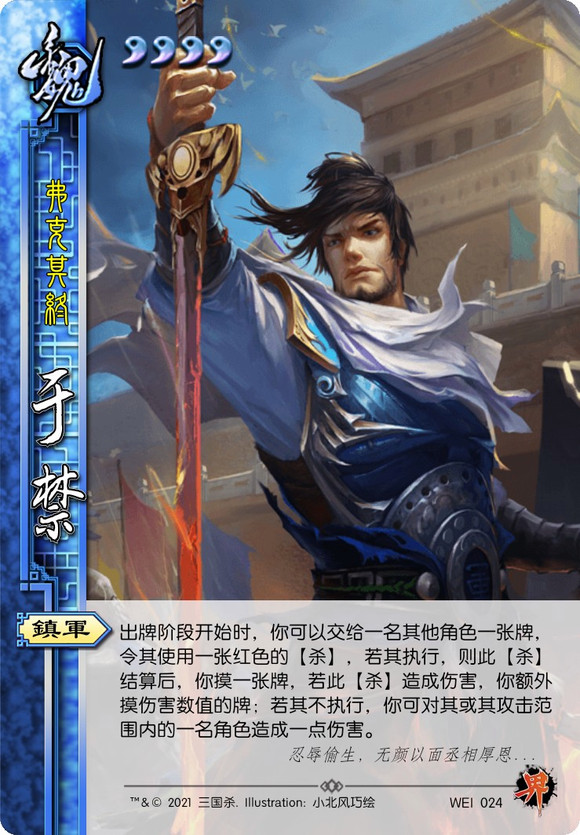 魏
弗克其終
于禁
鎮軍
出牌阶段开始时，你可以交给一名其他角色一张牌，
令其使用一张红色的【杀】，若其执行，则此【杀】
结算后，你摸一张牌，若此【杀】造成伤害，你额外
摸伤害数值的牌；若其不执行，你可对其或其攻击范
围内的一名角色造成一点伤害。
忍辱偷生，无颜以面丞相厚恩...
™&© 2021 三国杀. Illustration: 小北风巧绘
WEI 024
界